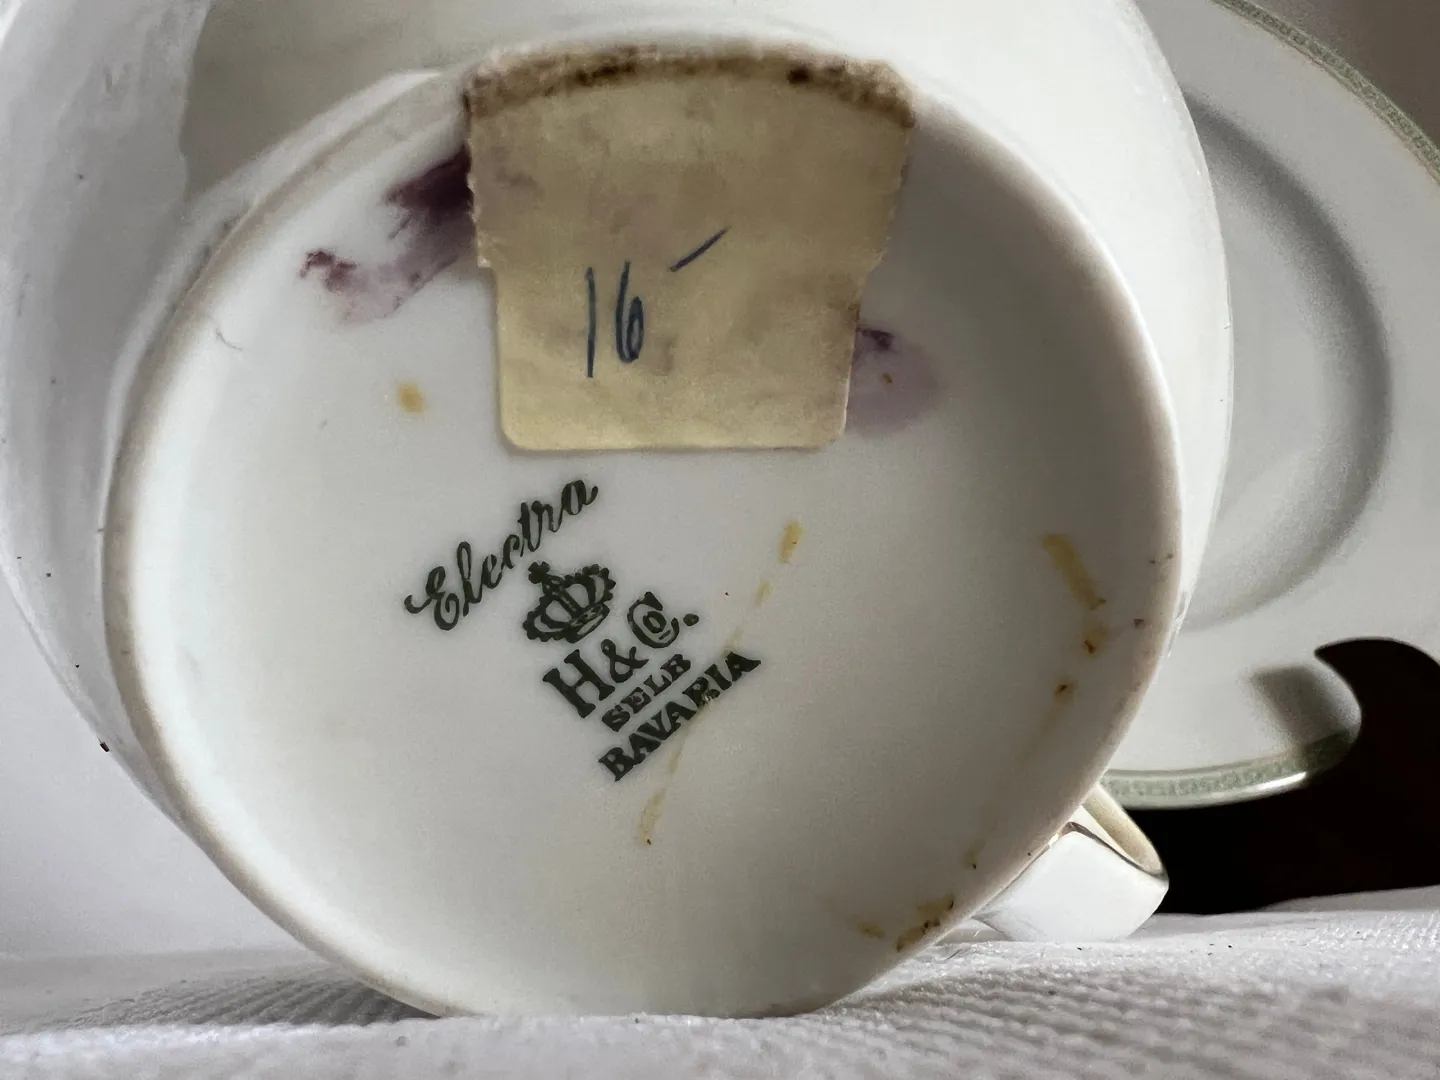 16
Electra
H & Co.
SELB
BAVARIA